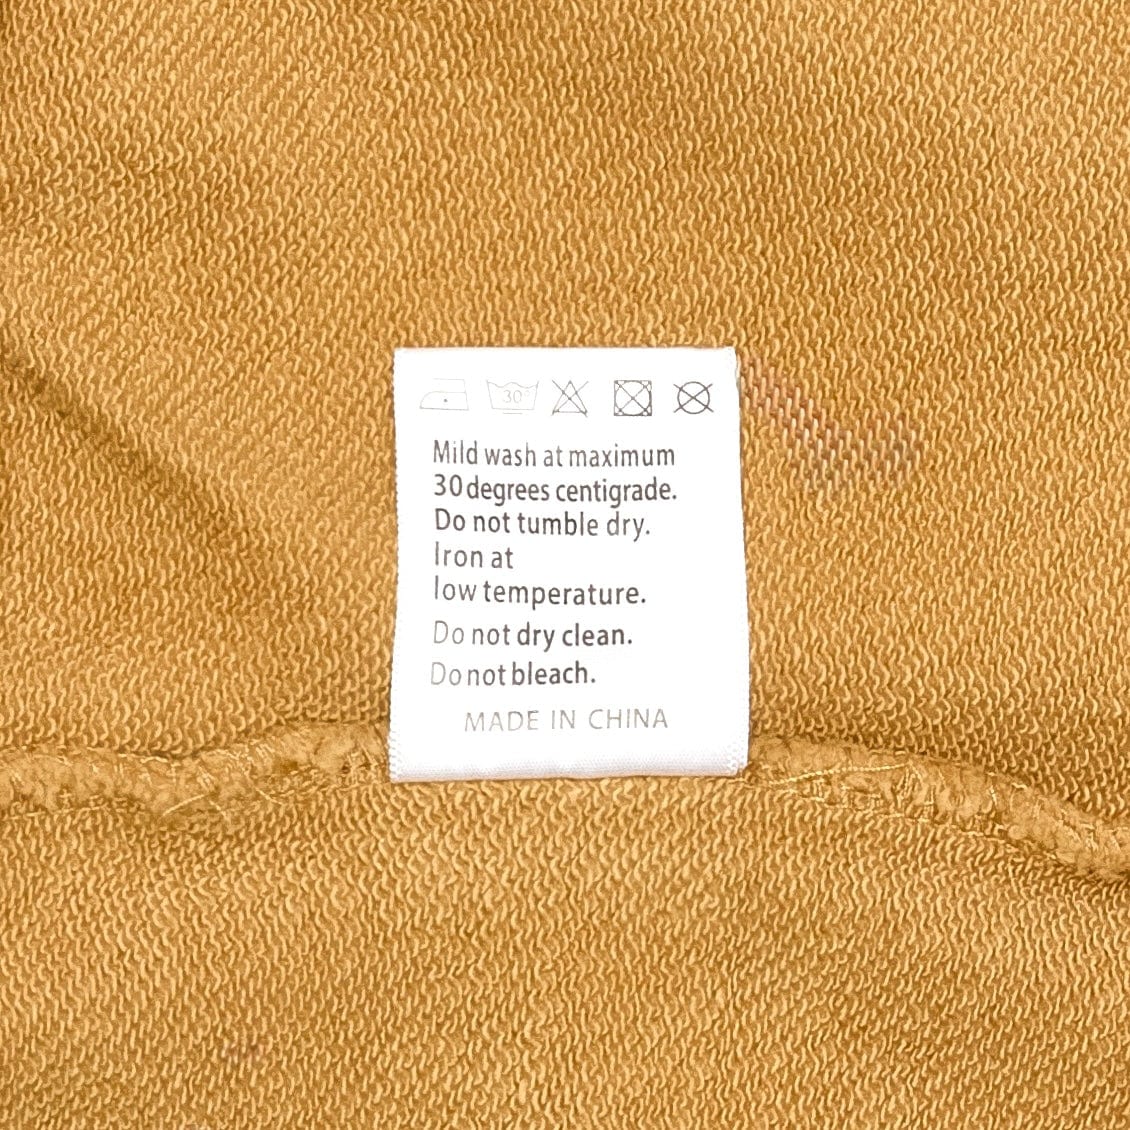 30
Mild wash at maximum
30 degrees centigrade.
Do not tumble dry.
Iron at
low temperature.
Do not dry clean.
Do not bleach.
MADE IN CHINA